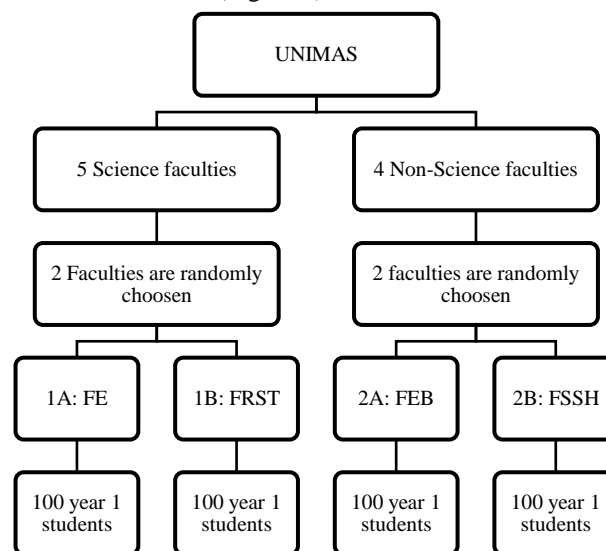 UNIMAS
5 Science faculties
4 Non-Science faculties
2 Faculties are randomly
choosen
2 faculties are randomly
choosen
1A: FE
1B: FRST
2A: FEB
2B: FSSH
100 year 1
students
100 year 1
students
100 year 1
students
100 year 1
students